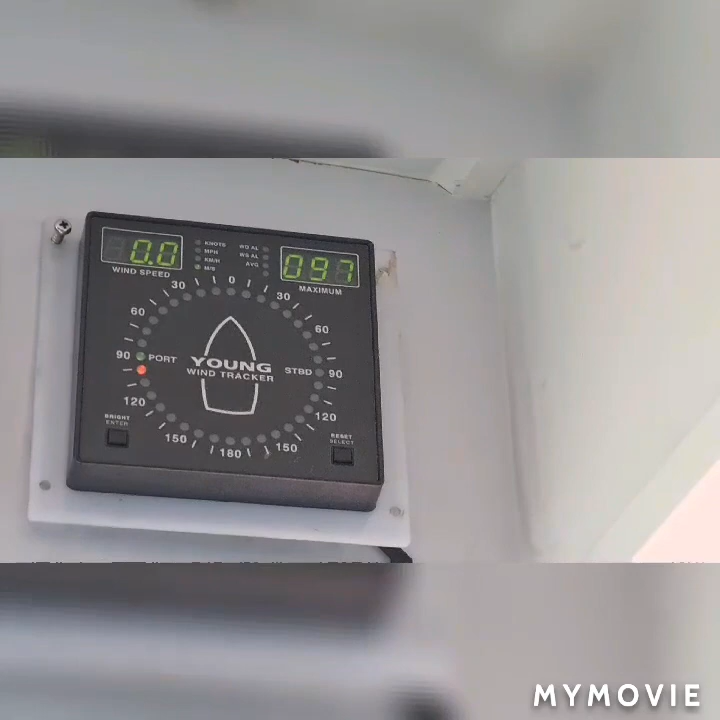 0.0
WIND SPEED
KNOTS
MPH
KM/H
M/S
WD AL
WS AL
AVG
097
MAXIMUM
0
30
30
60
60
90
PORT
STBD
90
YOUNG
WIND TRACKER
120
120
150
150
180
BRIGHT
ENTER
RESET
SELECT
MYMOVIE